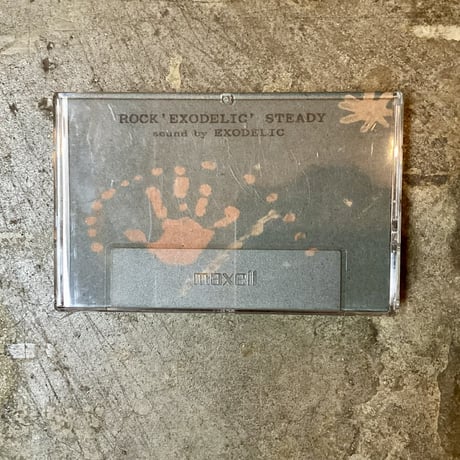 ROCK'EXODELIC' STEADY
sound by EXODELIC
maxell